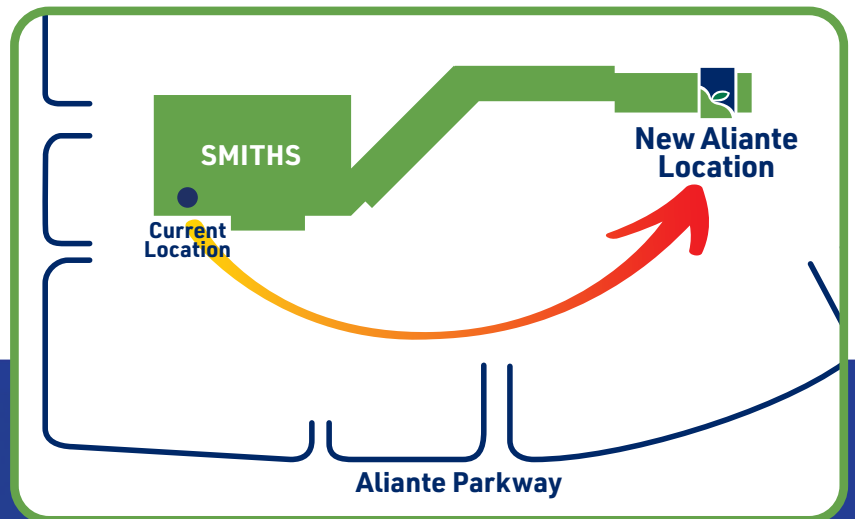 SMITHS
New Aliante
Location
Current
Location
Aliante Parkway